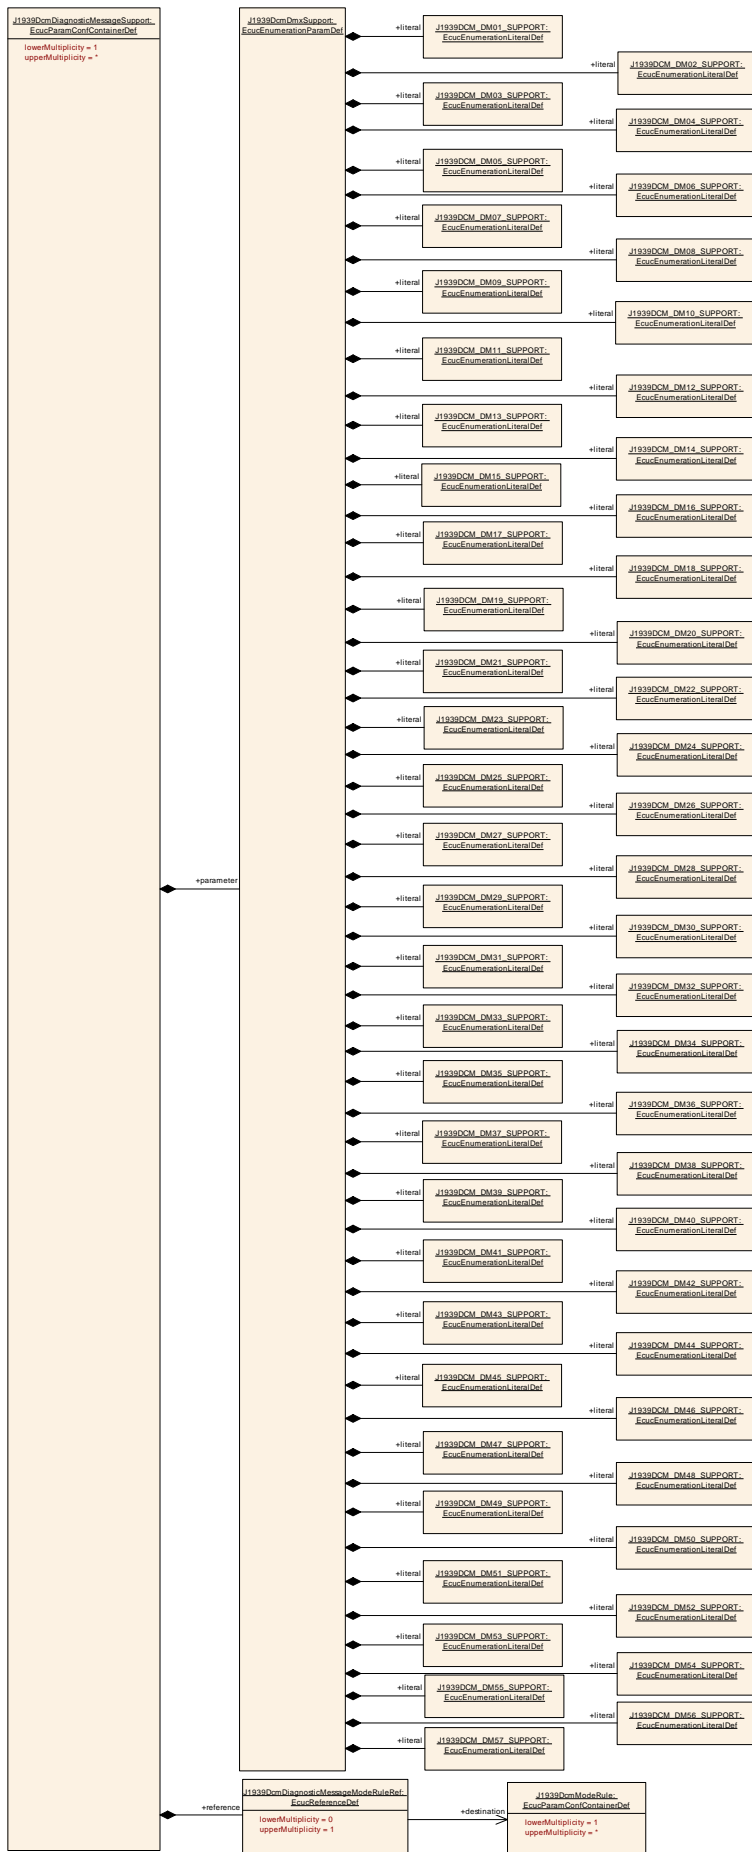 J1939DcmDiagnosticMessageSupport:
EcucParamConfContainerDef
lowerMultiplicity = 1
upperMultiplicity = *
J1939DcmDmxSupport:
EcucEnumerationParamDef
+literal
J1939DCM_DM01_SUPPORT:
EcucEnumerationLiteralDef
+literal
J1939DCM_DM02_SUPPORT:
EcucEnumerationLiteralDef
+literal
J1939DCM_DM03_SUPPORT:
EcucEnumerationLiteralDef
+literal
J1939DCM_DM04_SUPPORT:
EcucEnumerationLiteralDef
+literal
J1939DCM_DM05_SUPPORT:
EcucEnumerationLiteralDef
+literal
J1939DCM_DM06_SUPPORT:
EcucEnumerationLiteralDef
+literal
J1939DCM_DM07_SUPPORT:
EcucEnumerationLiteralDef
+literal
J1939DCM_DM08_SUPPORT:
EcucEnumerationLiteralDef
+literal
J1939DCM_DM09_SUPPORT:
EcucEnumerationLiteralDef
+literal
J1939DCM_DM10_SUPPORT:
EcucEnumerationLiteralDef
+literal
J1939DCM_DM11_SUPPORT:
EcucEnumerationLiteralDef
+literal
J1939DCM_DM12_SUPPORT:
EcucEnumerationLiteralDef
+literal
J1939DCM_DM13_SUPPORT:
EcucEnumerationLiteralDef
+literal
J1939DCM_DM14_SUPPORT:
EcucEnumerationLiteralDef
+literal
J1939DCM_DM15_SUPPORT:
EcucEnumerationLiteralDef
+literal
J1939DCM_DM16_SUPPORT:
EcucEnumerationLiteralDef
+literal
J1939DCM_DM17_SUPPORT:
EcucEnumerationLiteralDef
+literal
J1939DCM_DM18_SUPPORT:
EcucEnumerationLiteralDef
+literal
J1939DCM_DM19_SUPPORT:
EcucEnumerationLiteralDef
+literal
J1939DCM_DM20_SUPPORT:
EcucEnumerationLiteralDef
+literal
J1939DCM_DM21_SUPPORT:
EcucEnumerationLiteralDef
+literal
J1939DCM_DM22_SUPPORT:
EcucEnumerationLiteralDef
+literal
J1939DCM_DM23_SUPPORT:
EcucEnumerationLiteralDef
+literal
J1939DCM_DM24_SUPPORT:
EcucEnumerationLiteralDef
+literal
J1939DCM_DM25_SUPPORT:
EcucEnumerationLiteralDef
+literal
J1939DCM_DM26_SUPPORT:
EcucEnumerationLiteralDef
+literal
J1939DCM_DM27_SUPPORT:
EcucEnumerationLiteralDef
+literal
J1939DCM_DM28_SUPPORT:
EcucEnumerationLiteralDef
+parameter
+literal
J1939DCM_DM29_SUPPORT:
EcucEnumerationLiteralDef
+literal
J1939DCM_DM30_SUPPORT:
EcucEnumerationLiteralDef
+literal
J1939DCM_DM31_SUPPORT:
EcucEnumerationLiteralDef
+literal
J1939DCM_DM32_SUPPORT:
EcucEnumerationLiteralDef
+literal
J1939DCM_DM33_SUPPORT:
EcucEnumerationLiteralDef
+literal
J1939DCM_DM34_SUPPORT:
EcucEnumerationLiteralDef
+literal
J1939DCM_DM35_SUPPORT:
EcucEnumerationLiteralDef
+literal
J1939DCM_DM36_SUPPORT:
EcucEnumerationLiteralDef
+literal
J1939DCM_DM37_SUPPORT:
EcucEnumerationLiteralDef
+literal
J1939DCM_DM38_SUPPORT:
EcucEnumerationLiteralDef
+literal
J1939DCM_DM39_SUPPORT:
EcucEnumerationLiteralDef
+literal
J1939DCM_DM40_SUPPORT:
EcucEnumerationLiteralDef
+literal
J1939DCM_DM41_SUPPORT:
EcucEnumerationLiteralDef
+literal
J1939DCM_DM42_SUPPORT:
EcucEnumerationLiteralDef
+literal
J1939DCM_DM43_SUPPORT:
EcucEnumerationLiteralDef
+literal
J1939DCM_DM44_SUPPORT:
EcucEnumerationLiteralDef
+literal
J1939DCM_DM45_SUPPORT:
EcucEnumerationLiteralDef
+literal
J1939DCM_DM46_SUPPORT:
EcucEnumerationLiteralDef
+literal
J1939DCM_DM47_SUPPORT:
EcucEnumerationLiteralDef
+literal
J1939DCM_DM48_SUPPORT:
EcucEnumerationLiteralDef
+literal
J1939DCM_DM49_SUPPORT:
EcucEnumerationLiteralDef
+literal
J1939DCM_DM50_SUPPORT:
EcucEnumerationLiteralDef
+literal
J1939DCM_DM51_SUPPORT:
EcucEnumerationLiteralDef
+literal
J1939DCM_DM52_SUPPORT:
EcucEnumerationLiteralDef
+literal
J1939DCM_DM53_SUPPORT:
EcucEnumerationLiteralDef
+literal
J1939DCM_DM54_SUPPORT:
EcucEnumerationLiteralDef
+literal
J1939DCM_DM55_SUPPORT:
EcucEnumerationLiteralDef
+literal
J1939DCM_DM56_SUPPORT:
EcucEnumerationLiteralDef
+literal
J1939DCM_DM57_SUPPORT:
EcucEnumerationLiteralDef
+reference
J1939DcmDiagnosticMessageModeRuleRef:
EcucReferenceDef
lowerMultiplicity = 0
upperMultiplicity = 1
+destination
J1939DcmModeRule:
EcucParamConfContainerDef
lowerMultiplicity = 1
upperMultiplicity = *